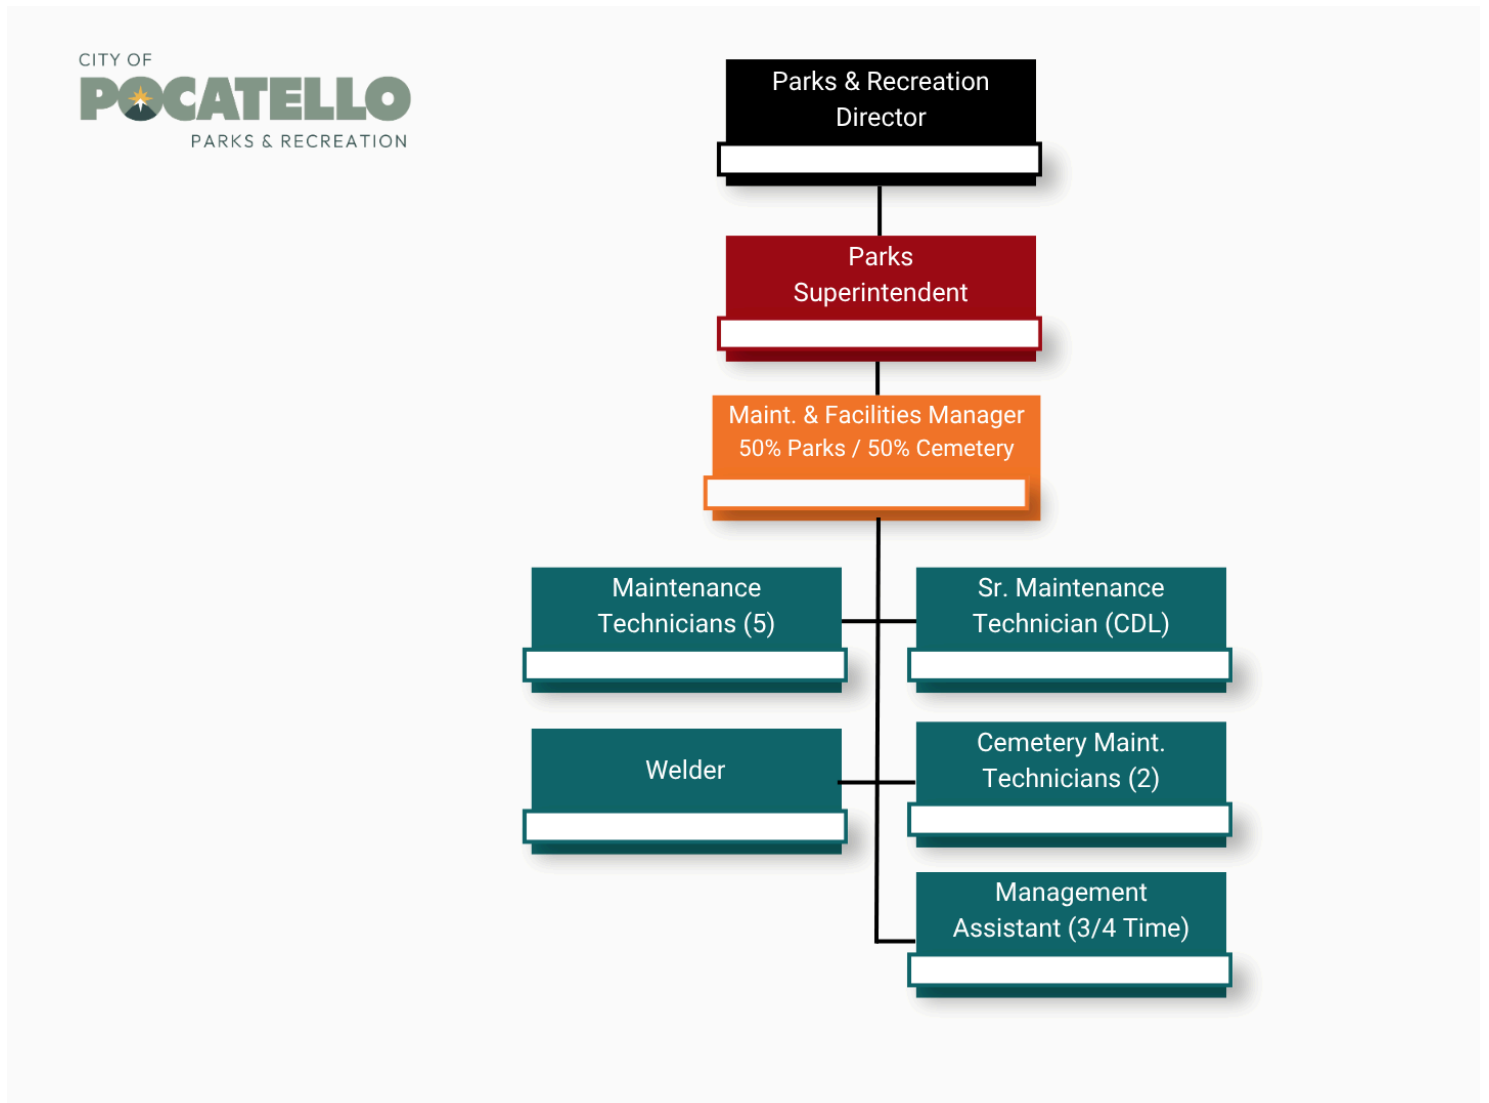 CITY OF
POCATELLO
PARKS & RECREATION
Parks & Recreation
Director
Parks
Superintendent
Maint. & Facilities Manager
50% Parks / 50% Cemetery
Maintenance
Technicians (5)
Sr. Maintenance
Technician (CDL)
Welder
Cemetery Maint.
Technicians (2)
Management
Assistant (3/4 Time)